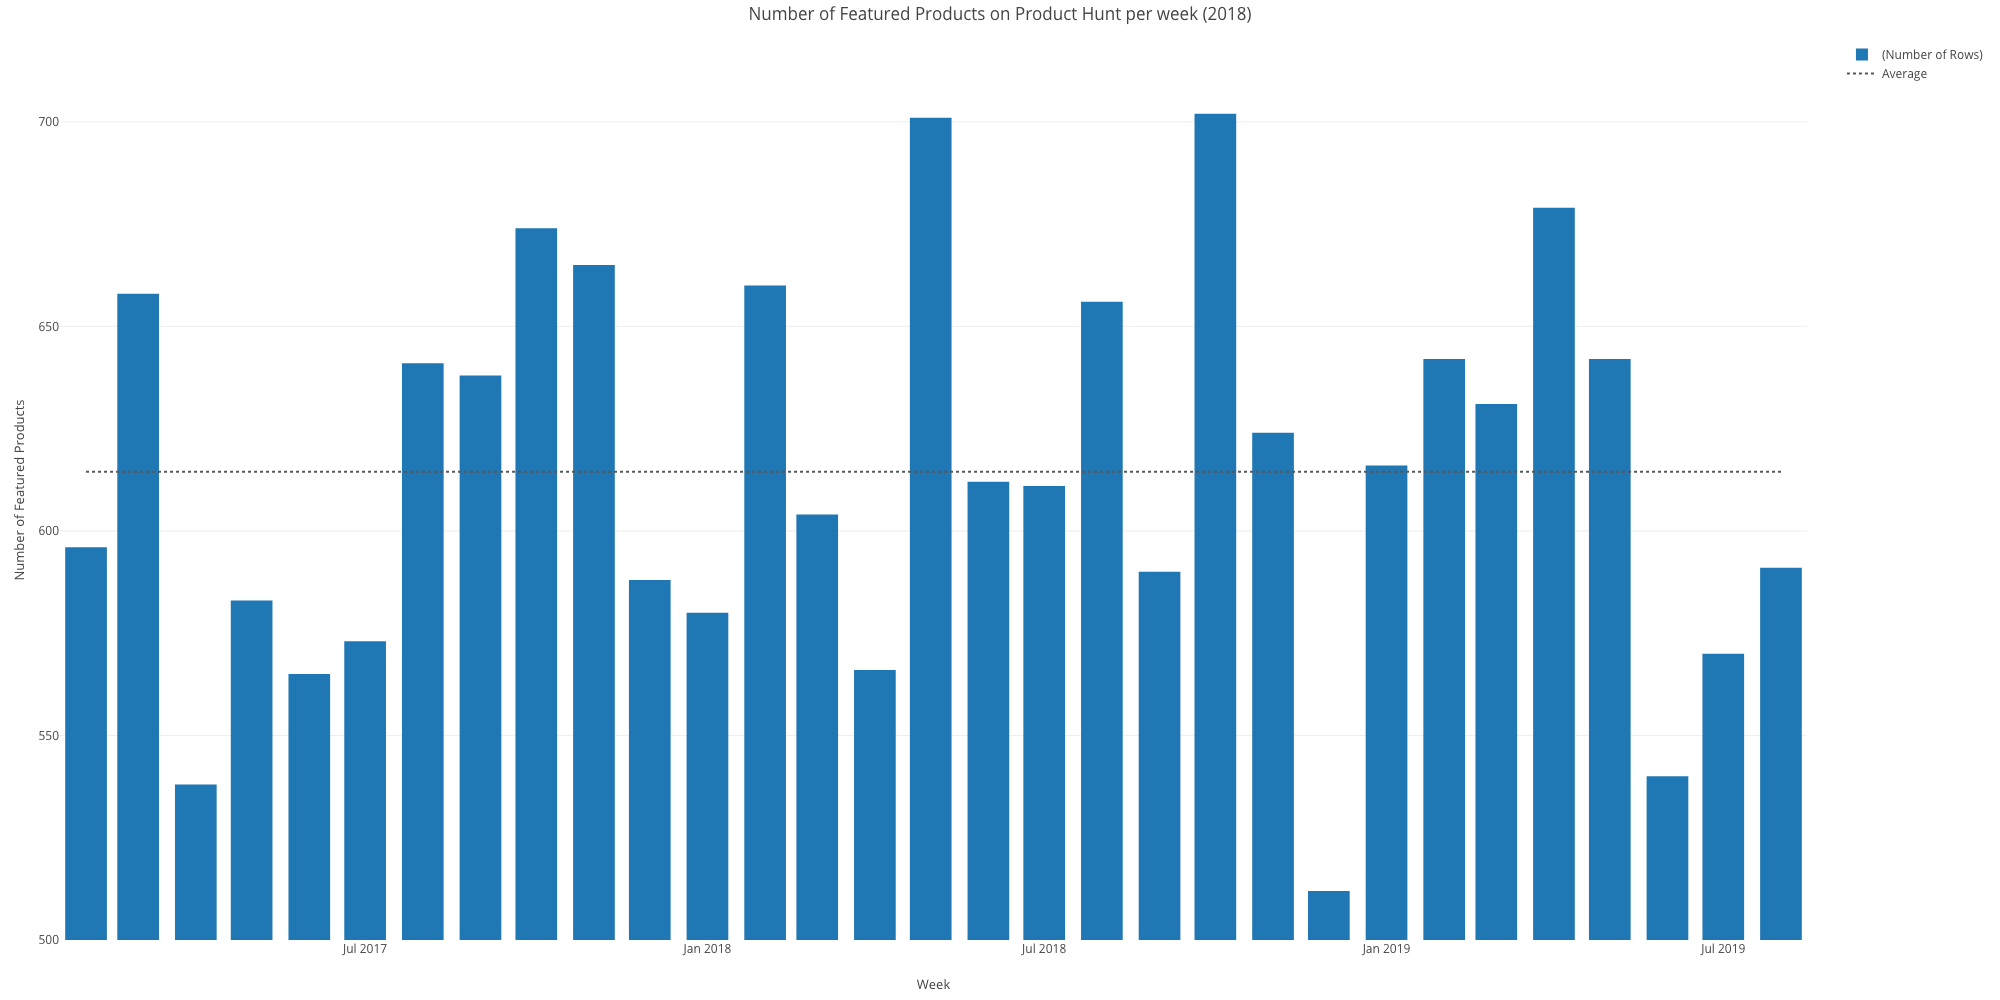 Number of Featured Products on Product Hunt per week (2018)
(Number of Rows)
Average
700
650
600
550
500
Number of Featured Products
Jul 2017
Jan 2018
Jul 2018
Jan 2019
Jul 2019
Week